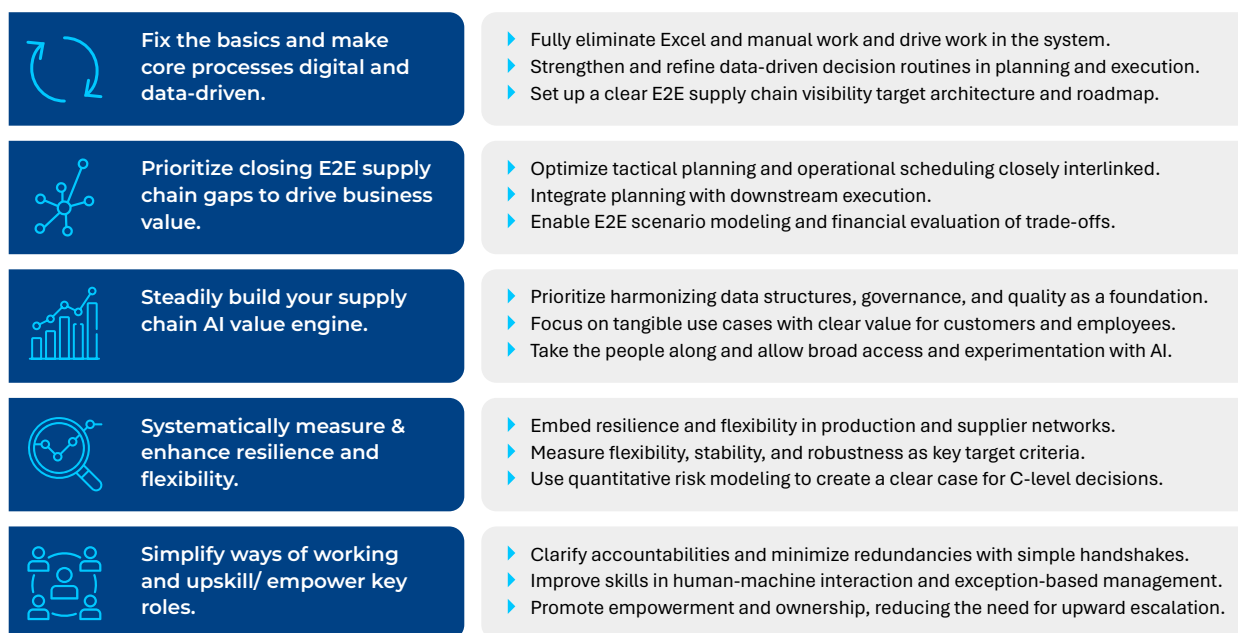 Fix the basics and make
core processes digital and
data-driven.
Fully eliminate Excel and manual work and drive work in the system.
Strengthen and refine data-driven decision routines in planning and execution.
Set up a clear E2E supply chain visibility target architecture and roadmap.
Prioritize closing E2E supply
chain gaps to drive business
value.
Optimize tactical planning and operational scheduling closely interlinked.
Integrate planning with downstream execution.
Enable E2E scenario modeling and financial evaluation of trade-offs.
Steadily build your supply
chain AI value engine.
Prioritize harmonizing data structures, governance, and quality as a foundation.
Focus on tangible use cases with clear value for customers and employees.
Take the people along and allow broad access and experimentation with AI.
Systematically measure &
enhance resilience and
flexibility.
Embed resilience and flexibility in production and supplier networks.
Measure flexibility, stability, and robustness as key target criteria.
Use quantitative risk modeling to create a clear case for C-level decisions.
Simplify ways of working
and upskill/ empower key
roles.
Clarify accountabilities and minimize redundancies with simple handshakes.
Improve skills in human-machine interaction and exception-based management.
Promote empowerment and ownership, reducing the need for upward escalation.